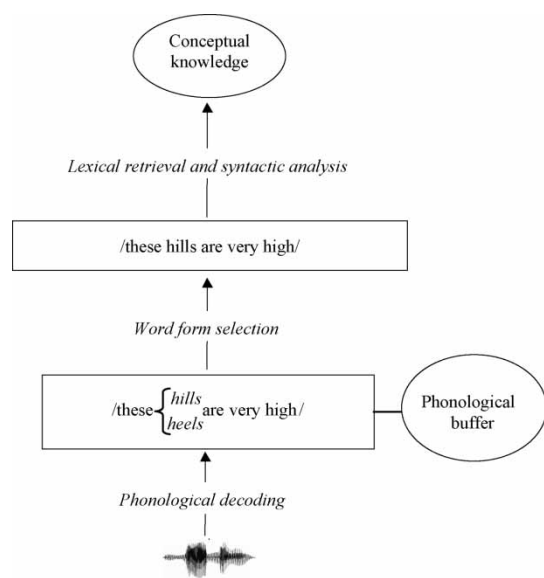 Conceptual
knowledge
Lexical retrieval and syntactic analysis
/these hills are very high/
Word form selection
/these { hills
heels } are very high/
Phonological
buffer
Phonological decoding